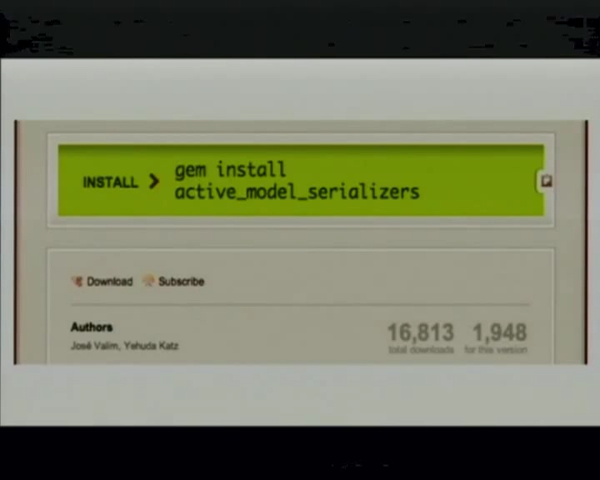 INSTALL > gem install
active_model_serializers
Download Subscribe
Authors
José Valim, Yehuda Katz
16,813 1,948
total downloads for this version